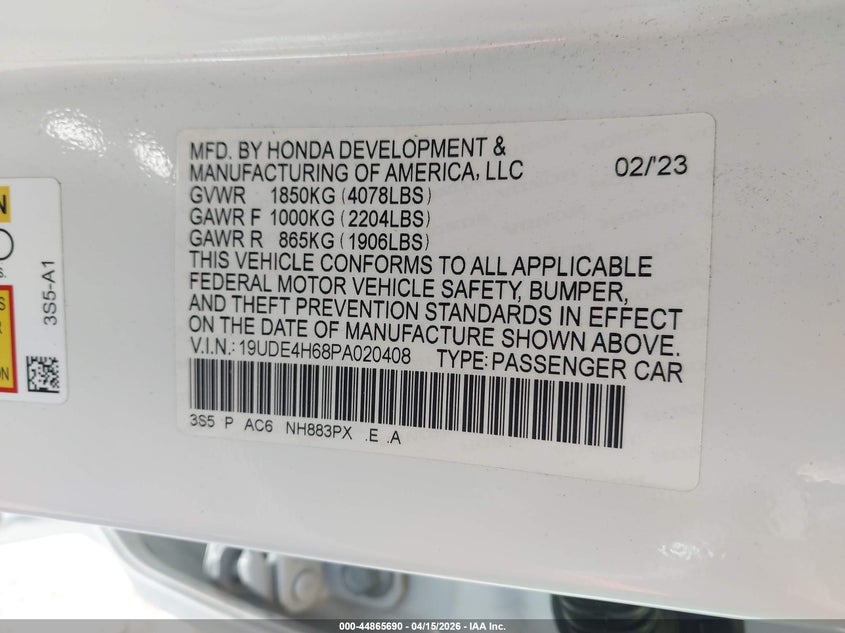 MFD. BY HONDA DEVELOPMENT &
MANUFACTURING OF AMERICA, LLC 02/'23
GVWR 1850KG (4078LBS)
GAWR F 1000KG (2204LBS)
GAWR R 865KG (1906LBS)
THIS VEHICLE CONFORMS TO ALL APPLICABLE
FEDERAL MOTOR VEHICLE SAFETY, BUMPER,
AND THEFT PREVENTION STANDARDS IN EFFECT
ON THE DATE OF MANUFACTURE SHOWN ABOVE.
V.I.N.: 19UDE4H68PA020408 TYPE: PASSENGER CAR
3S5 P AC6 NH883PX .E .A
3S5-A1
000-44865690 - 04/15/2026 - IAA Inc.